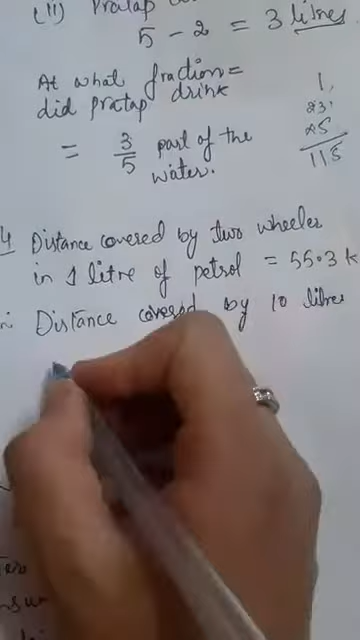 (ii) Pratap
5 - 2 = 3 litres
At what fraction =
did pratap drink
= 3/5 part of the
water.
1,
23,
x5
115
4 Distance covered by two wheeler
in 1 litre of petrol = 55.3 k
Distance covered by 10 litre